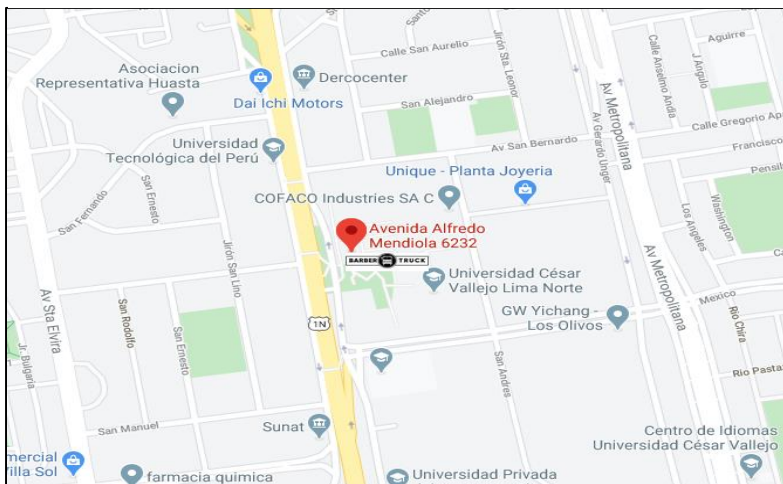 Aguirre
Calle San Aurelio
Jirón Sta. Leonor
Calle Anselmo Andia
J Angulo
Asociacion
Representativa Huasta
Dercocenter
Av Metropolitana
Dai Ichi Motors
San Alejandro
Av Gerardo Unger
Calle Gregorio
Universidad
Tecnológica del Perú
Av San Bernardo
Francisco
Unique - Planta Joyeria
San Ernesto
COFACO Industries SA C
San Fernando
Washington
Los Angeles
Avenida Alfredo
Mendiola 6232
Jirón San Lino
BARBER TRUCK
Av Metropolitana
Universidad César
Vallejo Lima Norte
Av Sta Elvira
San Rodolfo
GW Yichang -
Los Olivos
Mexico
1N
San Ernesto
Rio Chira
Jr. Bulgaria
San Andres
Rio Pasta
San Manuel
Sunat
Centro de Idiomas
Universidad César Vallejo
mercial
Villa Sol
farmacia quimica
Universidad Privada